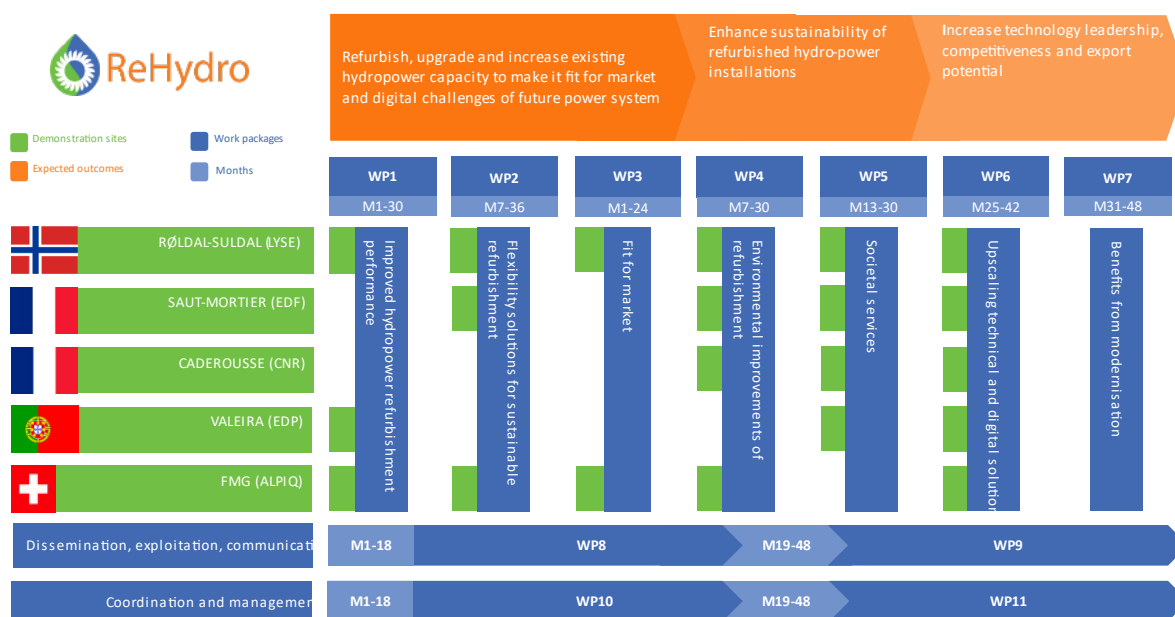 ReHydro
Demonstration sites
Work packages
Expected outcomes
Months
Refurbish, upgrade and increase existing
hydropower capacity to make it fit for market
and digital challenges of future power system
Enhance sustainability of
refurbished hydro-power
installations
Increase technology leadership,
competitiveness and export
potential
WP1
WP2
WP3
WP4
WP5
WP6
WP7
M1-30
M7-36
M1-24
M7-30
M13-30
M25-42
M31-48
RØLDAL-SULDAL (LYSE)
SAUT-MORTIER (EDF)
CADEROUSSE (CNR)
VALEIRA (EDP)
FMG (ALPIQ)
Improved hydropower refurbishment
performance
Flexibility solutions for sustainable
refurbishment
Fit for market
Environmental improvements of
refurbishment
Societal services
Upscaling technical and digital solution
Benefits from modernisation
Dissemination, exploitation, communicati
M1-18
WP8
M19-48
WP9
Coordination and managemen
M1-18
WP10
M19-48
WP11